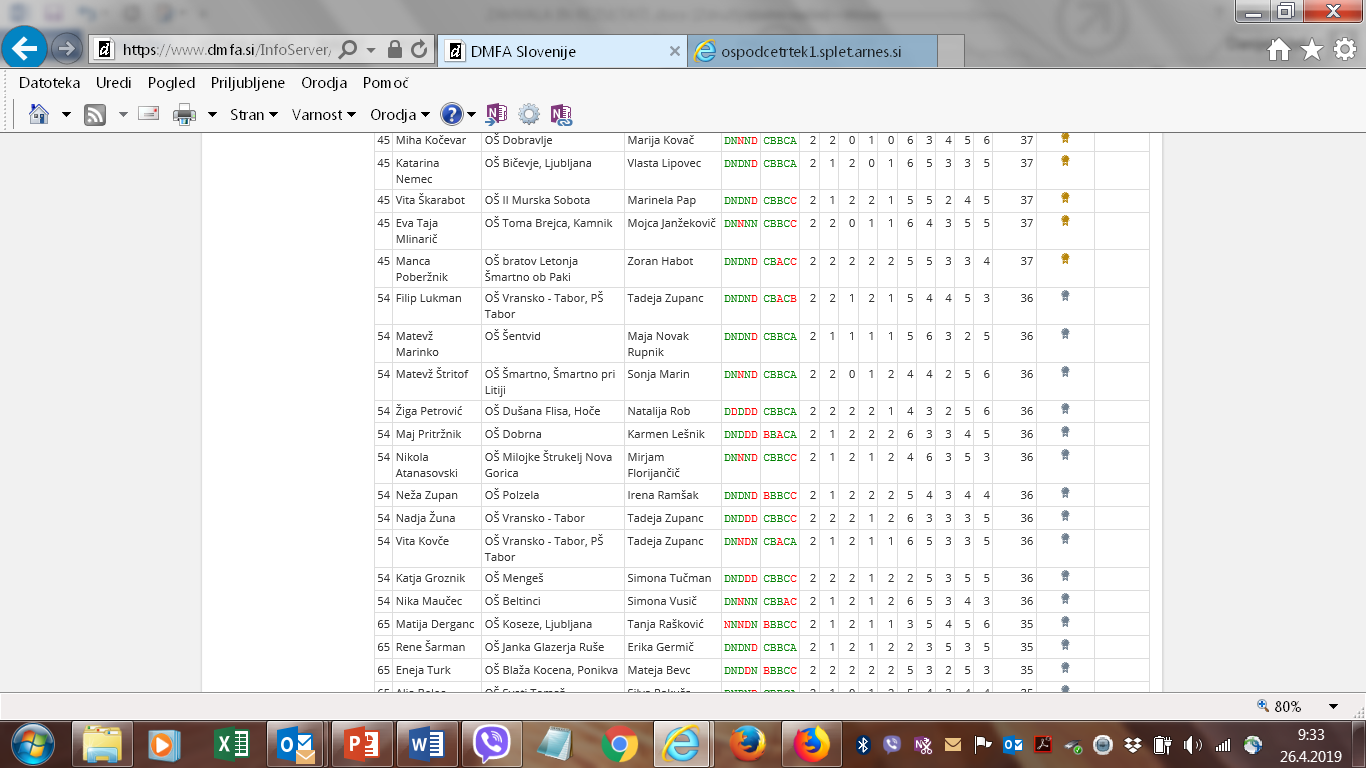 https://www.dmfa.si/InfoServer/
DMFA Slovenije
ospodcetrtek1.splet.arnes.si
Datoteka Uredi Pogled Priljubljene Orodja Pomoč
Stran Varnost Orodja
45 Miha Kočevar OŠ Dobravlje Marija Kovač DNNND CBBCA 2 2 0 1 0 6 3 4 5 6 37
45 Katarina Nemec OŠ Bičevje, Ljubljana Vlasta Lipovec DNDND CBBCA 2 1 2 0 1 6 5 3 3 5 37
45 Vita Škarabot OŠ II Murska Sobota Marinela Pap DNDND CBBCC 2 1 2 2 1 5 5 2 4 5 37
45 Eva Taja Mlinarič OŠ Toma Brejca, Kamnik Mojca Janžekovič DNNNN CBBCC 2 2 0 1 1 6 4 3 5 5 37
45 Manca Poberžnik OŠ bratov Letonja Šmartno ob Paki Zoran Habot DNDND CBACC 2 2 2 2 2 5 5 3 3 4 37
54 Filip Lukman OŠ Vransko - Tabor, PŠ Tabor Tadeja Zupanc DNDND CBACB 2 2 1 2 1 5 4 4 5 3 36
54 Matevž Marinko OŠ Šentvid Maja Novak Rupnik DNDND CBBCA 2 1 1 1 1 5 6 3 2 5 36
54 Matevž Štritof OŠ Šmartno, Šmartno pri Litiji Sonja Marin DNNND CBBCA 2 2 0 1 2 4 4 2 5 6 36
54 Žiga Petrović OŠ Dušana Flisa, Hoče Natalija Rob DDDDD CBBCA 2 2 2 2 1 4 3 2 5 6 36
54 Maj Pritržnik OŠ Dobrna Karmen Lešnik DNDDD BBACA 2 1 2 2 2 6 3 3 4 5 36
54 Nikola Atanasovski OŠ Milojke Štrukelj Nova Gorica Mirjam Florijančič DNNND CBBCC 2 1 2 1 2 4 6 3 5 3 36
54 Neža Zupan OŠ Polzela Irena Ramšak DNDND BBBCC 2 1 2 2 2 5 4 3 4 4 36
54 Nadja Žuna OŠ Vransko - Tabor Tadeja Zupanc DNDDD CBBCC 2 2 2 1 2 6 3 3 3 5 36
54 Vita Kovče OŠ Vransko - Tabor, PŠ Tabor Tadeja Zupanc DNNDN CBACA 2 1 2 1 1 6 5 3 3 5 36
54 Katja Groznik OŠ Mengeš Simona Tučman DNDDD CBBCC 2 2 2 1 2 2 5 3 5 5 36
54 Nika Maučec OŠ Beltinci Simona Vusič DNNNN CBBAC 2 1 2 1 2 6 5 3 4 3 36
65 Matija Derganc OŠ Koseze, Ljubljana Tanja Rašković NNNDN BBBCC 2 1 2 1 1 3 5 4 5 6 35
65 Rene Šarman OŠ Janka Glazerja Ruše Erika Germič DNDND CBBCA 2 1 2 1 2 2 3 5 3 5 35
65 Eneja Turk OŠ Blaža Kocena, Ponikva Mateja Bevc DNDDN BBBCC 2 2 2 2 2 5 3 2 5 3 35
80%
9:33
26.4.2019